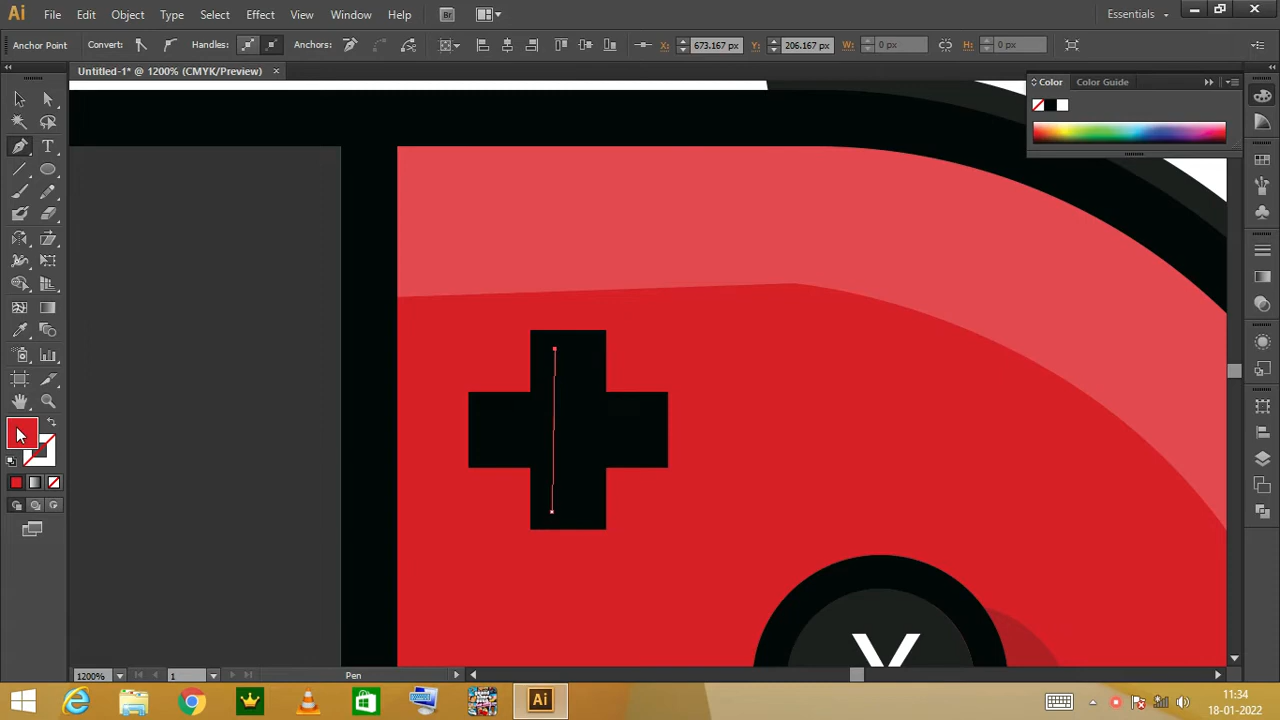 Ai File Edit Object Type Select Effect View Window Help Br Essentials
Anchor Point Convert: Handles: Anchors: X: 673.167 px Y: 206.167 px W: 0 px H: 0 px
Untitled-1* @ 1200% (CMYK/Preview) ×
Color Color Guide
T
Y
1200% 1 Pen
Ai 11:34
18-01-2022